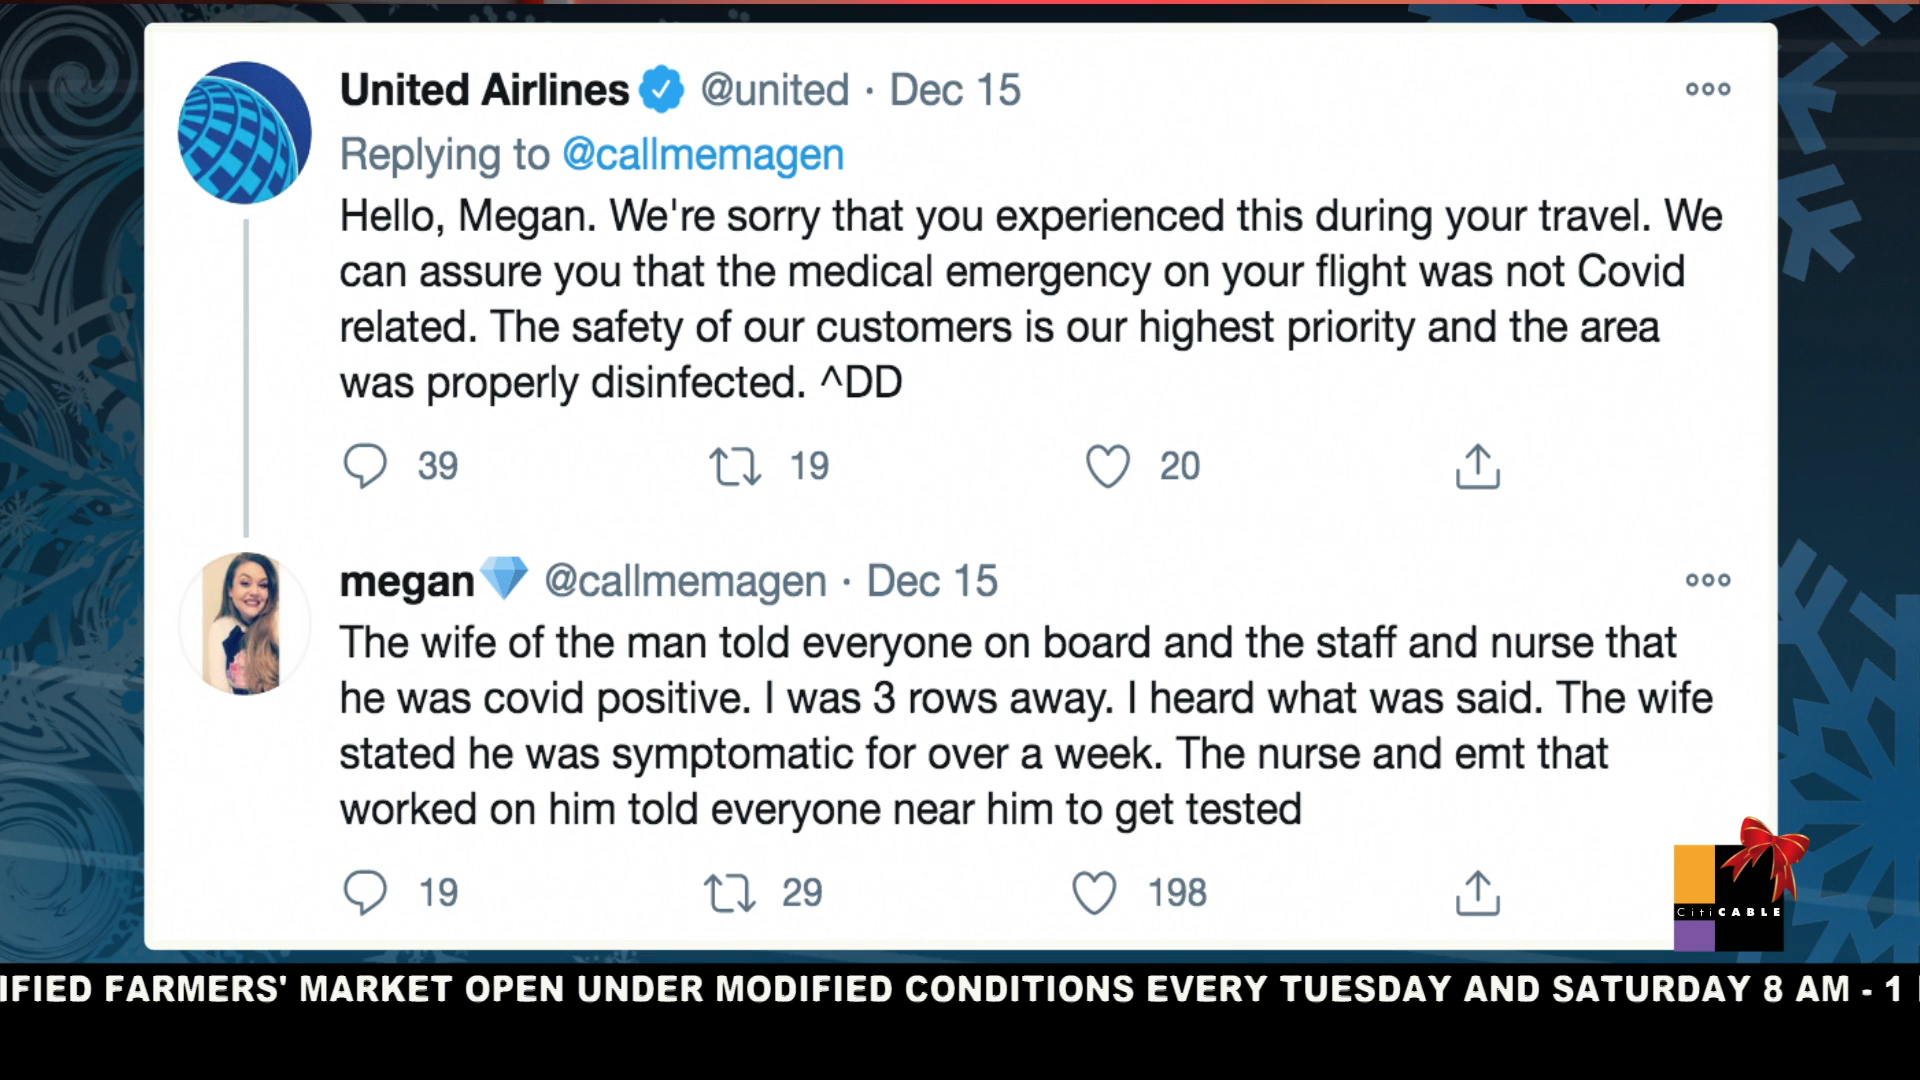 United Airlines @united · Dec 15
Replying to @callmemagen
Hello, Megan. We're sorry that you experienced this during your travel. We
can assure you that the medical emergency on your flight was not Covid
related. The safety of our customers is our highest priority and the area
was properly disinfected. ^DD
39 19 20
megan💎 @callmemagen · Dec 15
The wife of the man told everyone on board and the staff and nurse that
he was covid positive. I was 3 rows away. I heard what was said. The wife
stated he was symptomatic for over a week. The nurse and emt that
worked on him told everyone near him to get tested
19 29 198
CitiCABLE
IFIED FARMERS' MARKET OPEN UNDER MODIFIED CONDITIONS EVERY TUESDAY AND SATURDAY 8 AM - 1